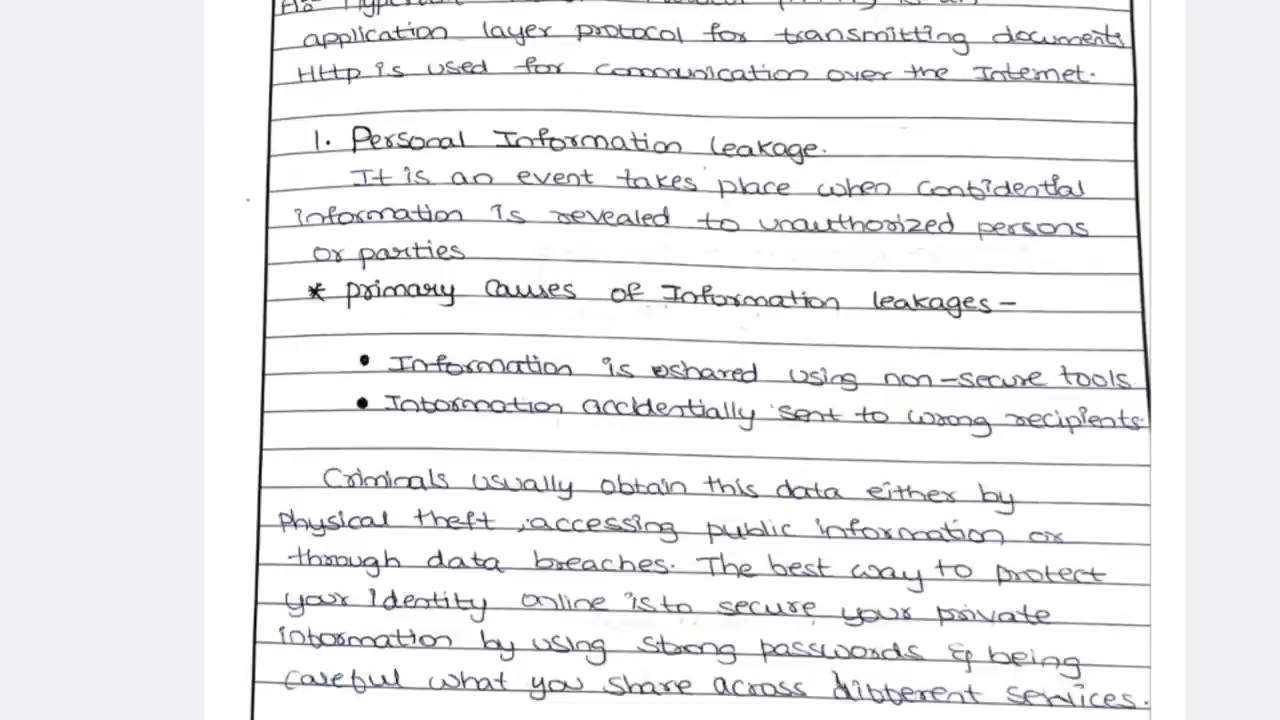 application layer protocol for transmitting documents
Http is used for communication over the Internet.
1. Personal Information leakage.
It is an event takes place when confidential
information is revealed to unauthorized persons
or parties
* primary causes of Information leakages -
• Information is shared using non-secure tools
• Information accidentially sent to wrong recipients.
Criminals usually obtain this data either by
physical theft, accessing public information or
through data breaches. The best way to protect
your identity online is to secure your private
information by using strong passwords & being
careful what you share across different services.